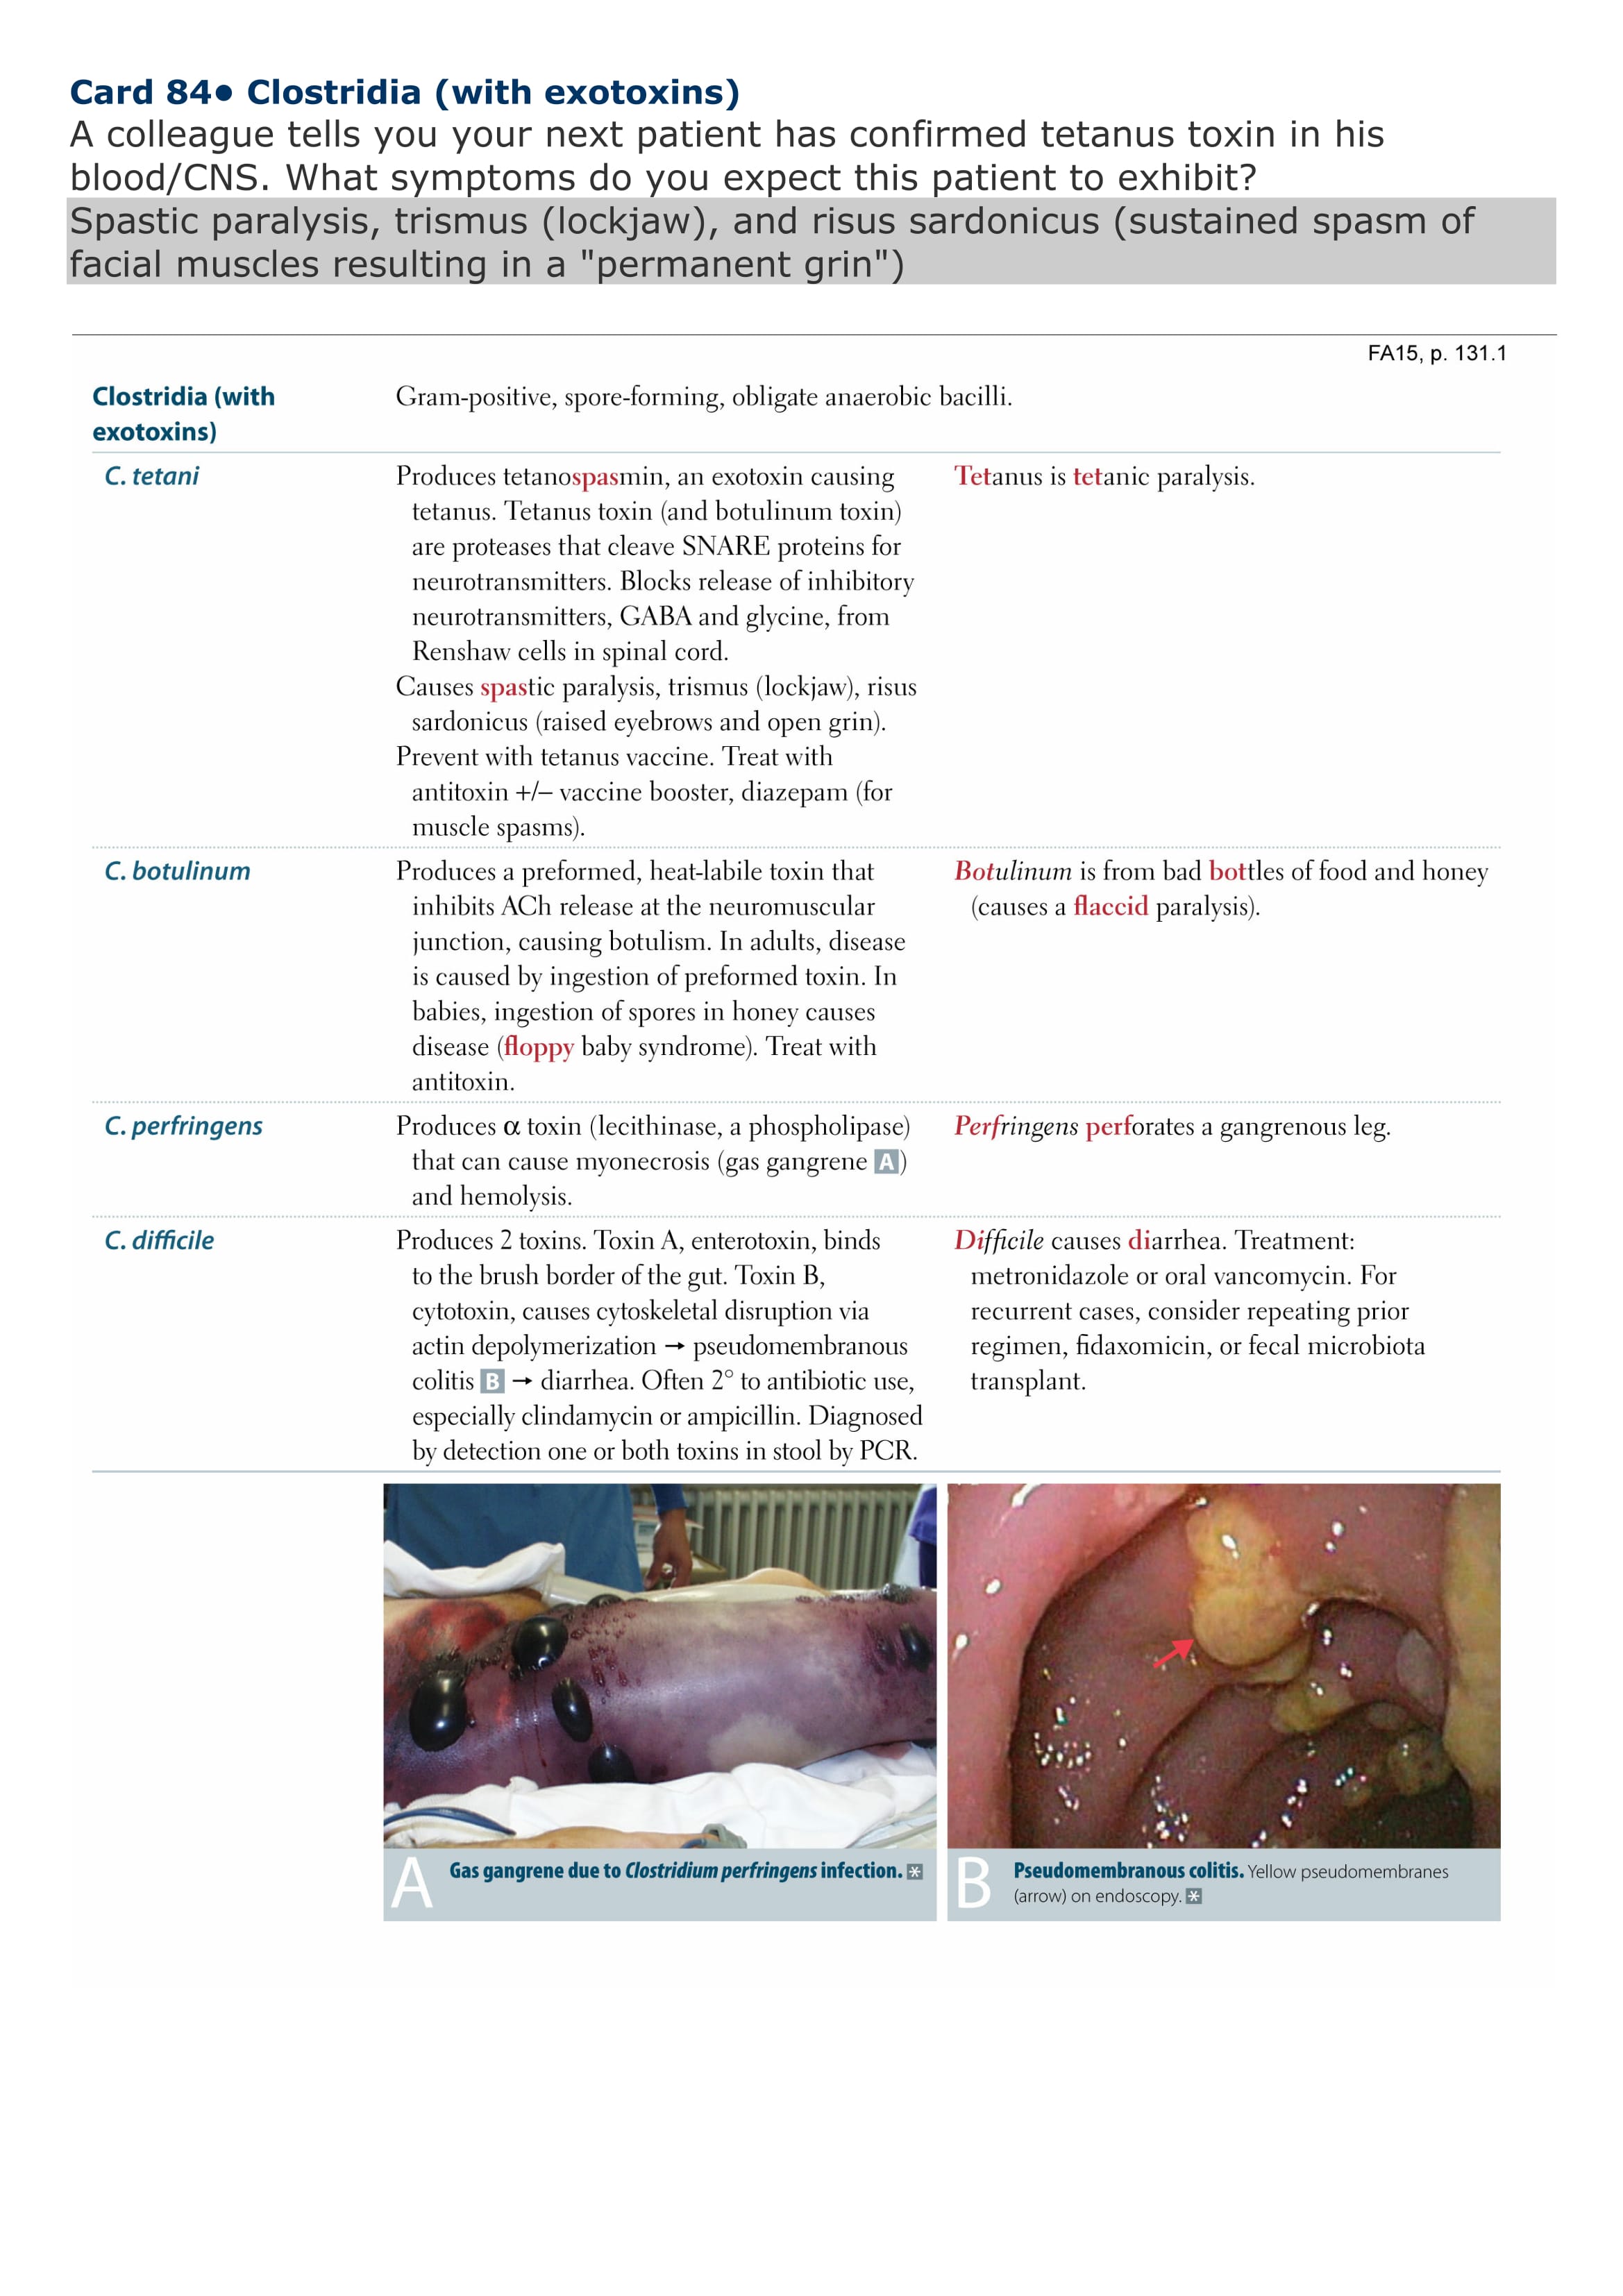 Card 84● Clostridia (with exotoxins)
A colleague tells you your next patient has confirmed tetanus toxin in his
blood/CNS. What symptoms do you expect this patient to exhibit?
Spastic paralysis, trismus (lockjaw), and risus sardonicus (sustained spasm of
facial muscles resulting in a "permanent grin")
FA15, p. 131.1
Clostridia (with
exotoxins)
Gram-positive, spore-forming, obligate anaerobic bacilli.
C. tetani
Produces tetanospasmin, an exotoxin causing
tetanus. Tetanus toxin (and botulinum toxin)
are proteases that cleave SNARE proteins for
neurotransmitters. Blocks release of inhibitory
neurotransmitters, GABA and glycine, from
Renshaw cells in spinal cord.
Causes spastic paralysis, trismus (lockjaw), risus
sardonicus (raised eyebrows and open grin).
Prevent with tetanus vaccine. Treat with
antitoxin +/– vaccine booster, diazepam (for
muscle spasms).
Tetanus is tetanic paralysis.
C. botulinum
Produces a preformed, heat-labile toxin that
inhibits ACh release at the neuromuscular
junction, causing botulism. In adults, disease
is caused by ingestion of preformed toxin. In
babies, ingestion of spores in honey causes
disease (floppy baby syndrome). Treat with
antitoxin.
Botulinum is from bad bottles of food and honey
(causes a flaccid paralysis).
C. perfringens
Produces α toxin (lecithinase, a phospholipase)
that can cause myonecrosis (gas gangrene A)
and hemolysis.
Perfringens perforates a gangrenous leg.
C. difficile
Produces 2 toxins. Toxin A, enterotoxin, binds
to the brush border of the gut. Toxin B,
cytotoxin, causes cytoskeletal disruption via
actin depolymerization → pseudomembranous
colitis B → diarrhea. Often 2° to antibiotic use,
especially clindamycin or ampicillin. Diagnosed
by detection one or both toxins in stool by PCR.
Difficile causes diarrhea. Treatment:
metronidazole or oral vancomycin. For
recurrent cases, consider repeating prior
regimen, fidaxomicin, or fecal microbiota
transplant.
A Gas gangrene due to Clostridium perfringens infection. *
B Pseudomembranous colitis. Yellow pseudomembranes
(arrow) on endoscopy. *